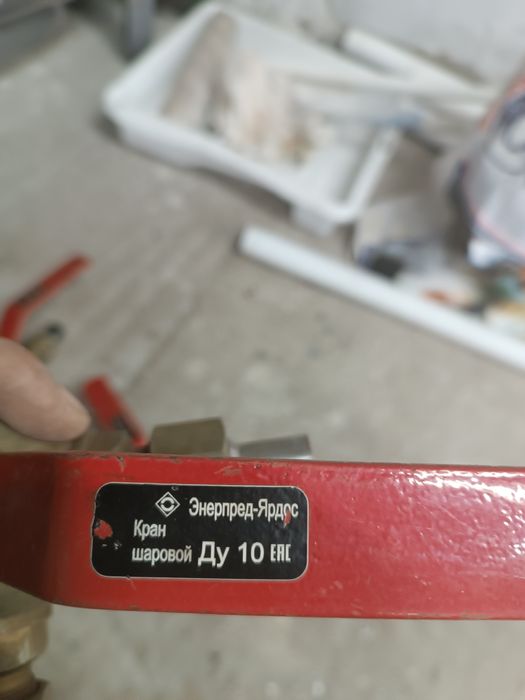 Энерпред-Ярдос
Кран
шаровой Ду 10 ЕАС